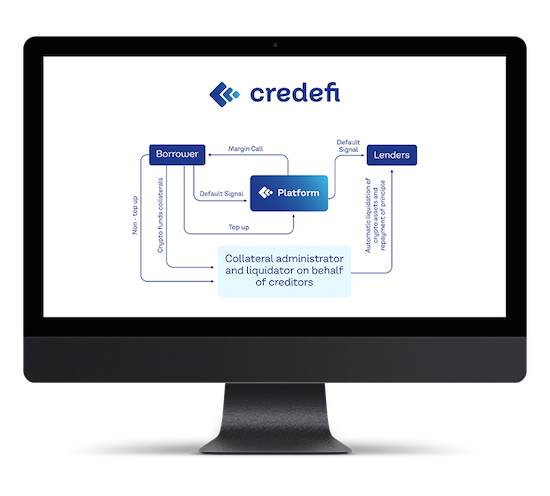 credefi
Borrower
Margin Call
Default
Signal
Lenders
Platform
Default Signal
Top up
Non - top up
Crypto funds collaterals
Automatic liquidation of
crypto assets and
repayment of principle
Collateral administrator
and liquidator on behalf
of creditors